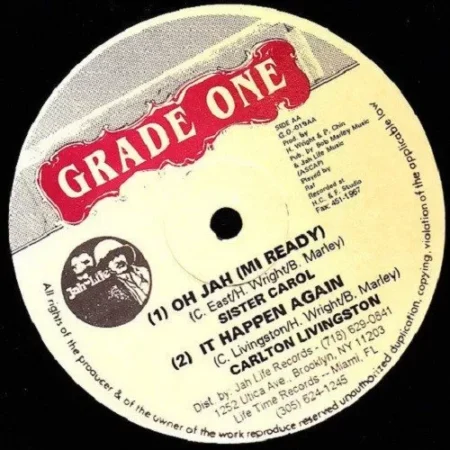 GRADE ONE
SIDE AA
G.O.-019AA
Prod. by
H. Wright & P. Chin
Pub. by Bob Marley Music
& Jah Life Music
(ASCAP)
Played by
Raf
Recorded at
H.C. & F. Studio
Fax: 451-1967
Jah Life
(1) OH JAH (MI READY)
(C. East/H. Wright/B. Marley)
SISTER CAROL
(2) IT HAPPEN AGAIN
(C. Livingston/H. Wright/B. Marley)
CARLTON LIVINGSTON
Dist. by: Jah Life Records - (718) 629-0841
1252 Utica Ave., Brooklyn, NY 11203
Life Time Records -- Miami, FL
(305) 624-1245
All rights of the producer & of the owner of the work reproduce reserved unauthorized duplication, copying, violation of the applicable law.